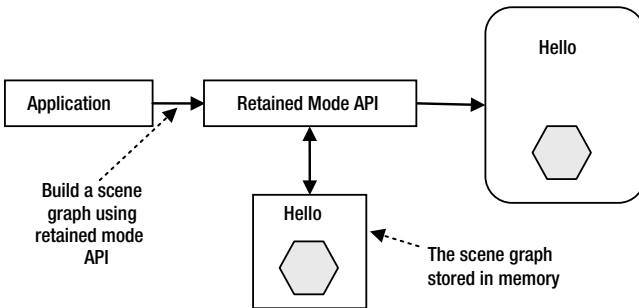 Hello
Application
Retained Mode API
Build a scene
graph using
retained mode
API
Hello
The scene graph
stored in memory